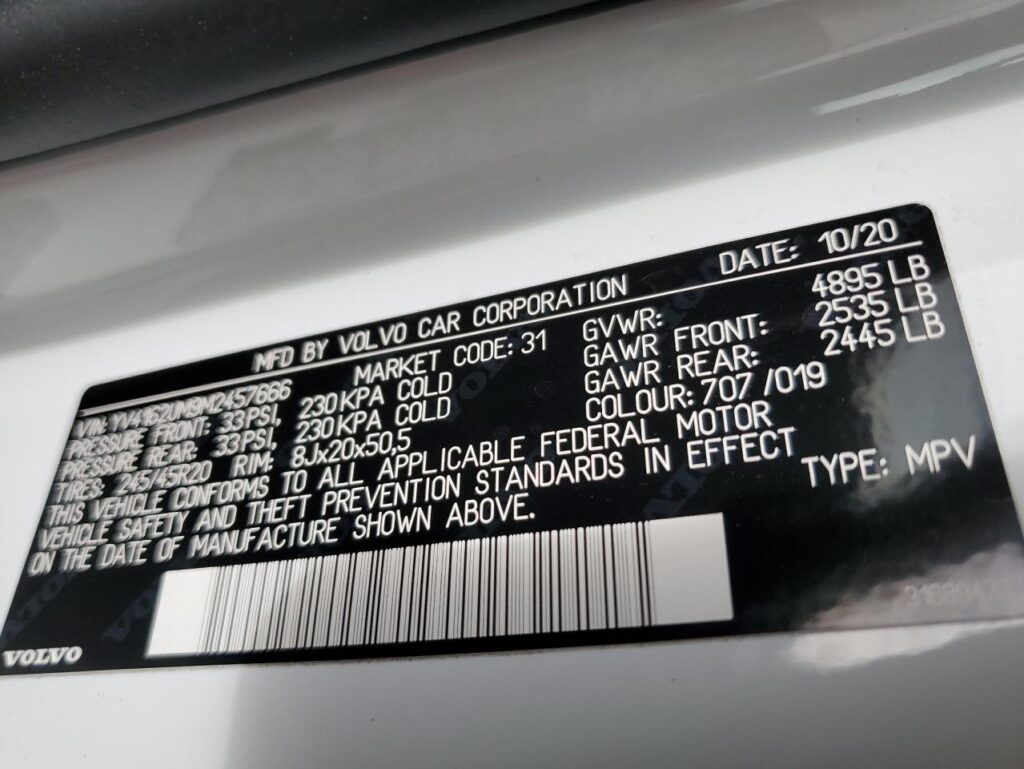 MFD BY VOLVO CAR CORPORATION DATE: 10/20
VIN: YV4162UM9M2457666 MARKET CODE: 31 GVWR: 4895 LB
PRESSURE FRONT: 33PSI, 230KPA COLD GAWR FRONT: 2535 LB
PRESSURE REAR: 33PSI, 230KPA COLD GAWR REAR: 2445 LB
TIRES: 245/45R20 RIM: 8Jx20x50,5 COLOUR: 707 /019
THIS VEHICLE CONFORMS TO ALL APPLICABLE FEDERAL MOTOR
VEHICLE SAFETY AND THEFT PREVENTION STANDARDS IN EFFECT
ON THE DATE OF MANUFACTURE SHOWN ABOVE. TYPE: MPV
VOLVO